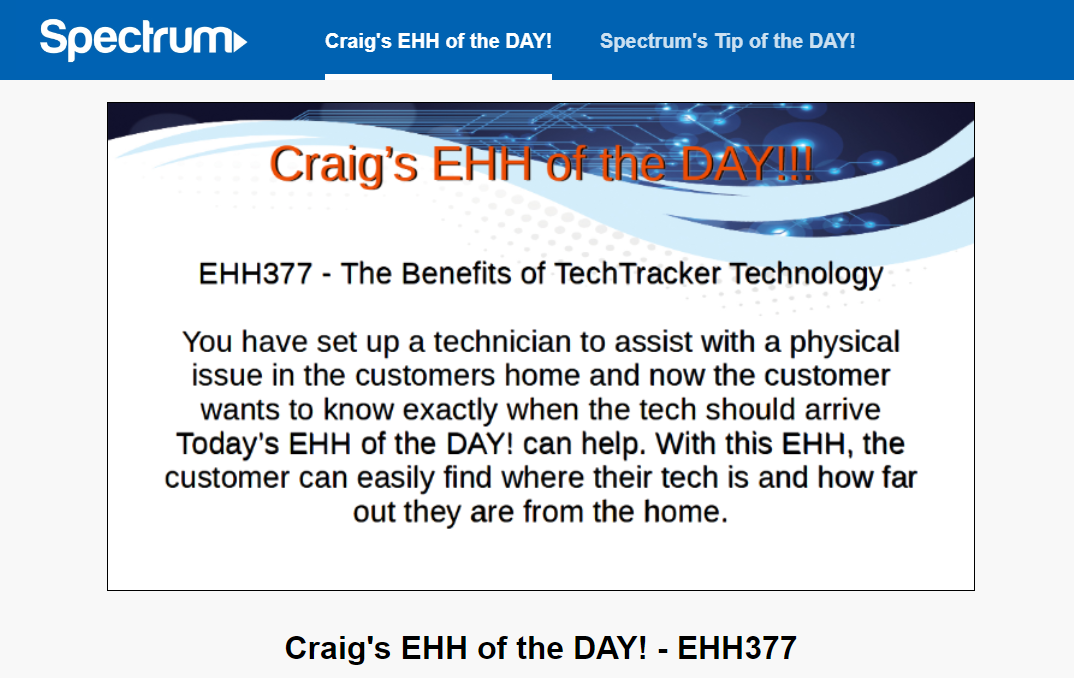 Spectrum
Craig's EHH of the DAY!
Spectrum's Tip of the DAY!
Craig's EHH of the DAY!!!
EHH377 - The Benefits of TechTracker Technology
You have set up a technician to assist with a physical
issue in the customers home and now the customer
wants to know exactly when the tech should arrive
Today's EHH of the DAY! can help. With this EHH, the
customer can easily find where their tech is and how far
out they are from the home.
Craig's EHH of the DAY! - EHH377